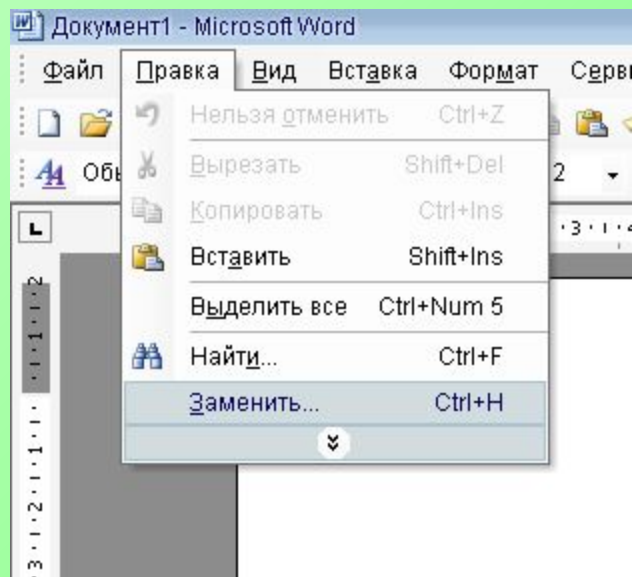 Документ1 - Microsoft Word
Файл Правка Вид Вставка Формат
Нельзя отменить Ctrl+Z
Вырезать Shift+Del
Копировать Ctrl+Ins
Вставить Shift+Ins
Выделить все Ctrl+Num 5
Найти... Ctrl+F
Заменить... Ctrl+H